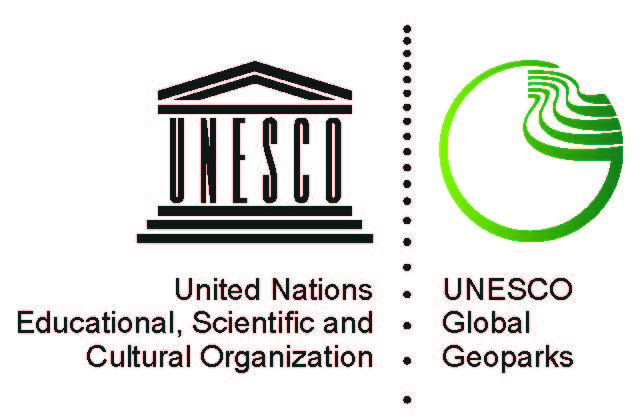 UNESCO
United Nations
Educational, Scientific and
Cultural Organization
UNESCO
Global
Geoparks